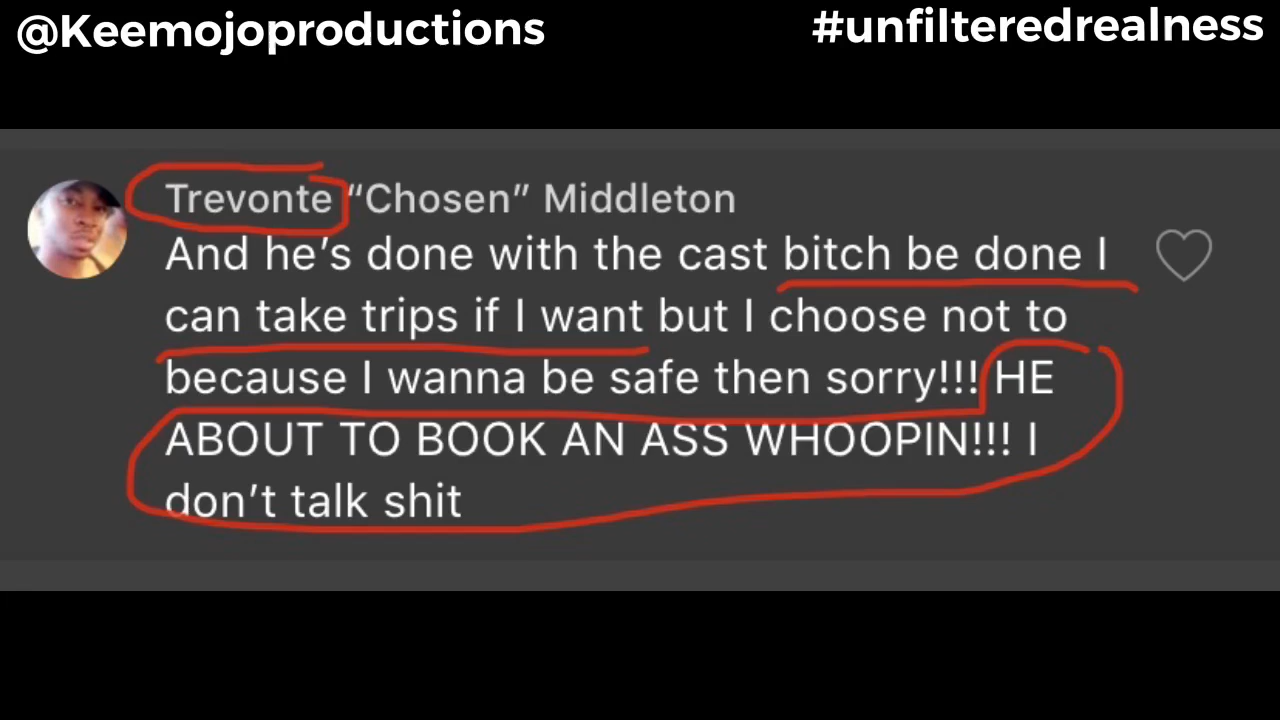 @Keemojoproductions #unfilteredrealness
Trevonte “Chosen” Middleton
And he’s done with the cast bitch be done I
can take trips if I want but I choose not to
because I wanna be safe then sorry!!! HE
ABOUT TO BOOK AN ASS WHOOPIN!!! I
don’t talk shit